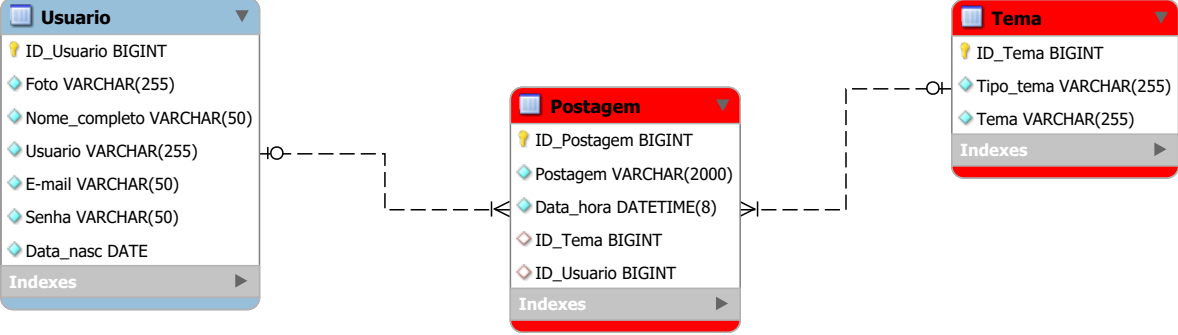 Usuario
ID_Usuario BIGINT
Foto VARCHAR(255)
Nome_completo VARCHAR(50)
Usuario VARCHAR(255)
E-mail VARCHAR(50)
Senha VARCHAR(50)
Data_nasc DATE
Indexes
Postagem
ID_Postagem BIGINT
Postagem VARCHAR(2000)
Data_hora DATETIME(8)
ID_Tema BIGINT
ID_Usuario BIGINT
Indexes
Tema
ID_Tema BIGINT
Tipo_tema VARCHAR(255)
Tema VARCHAR(255)
Indexes